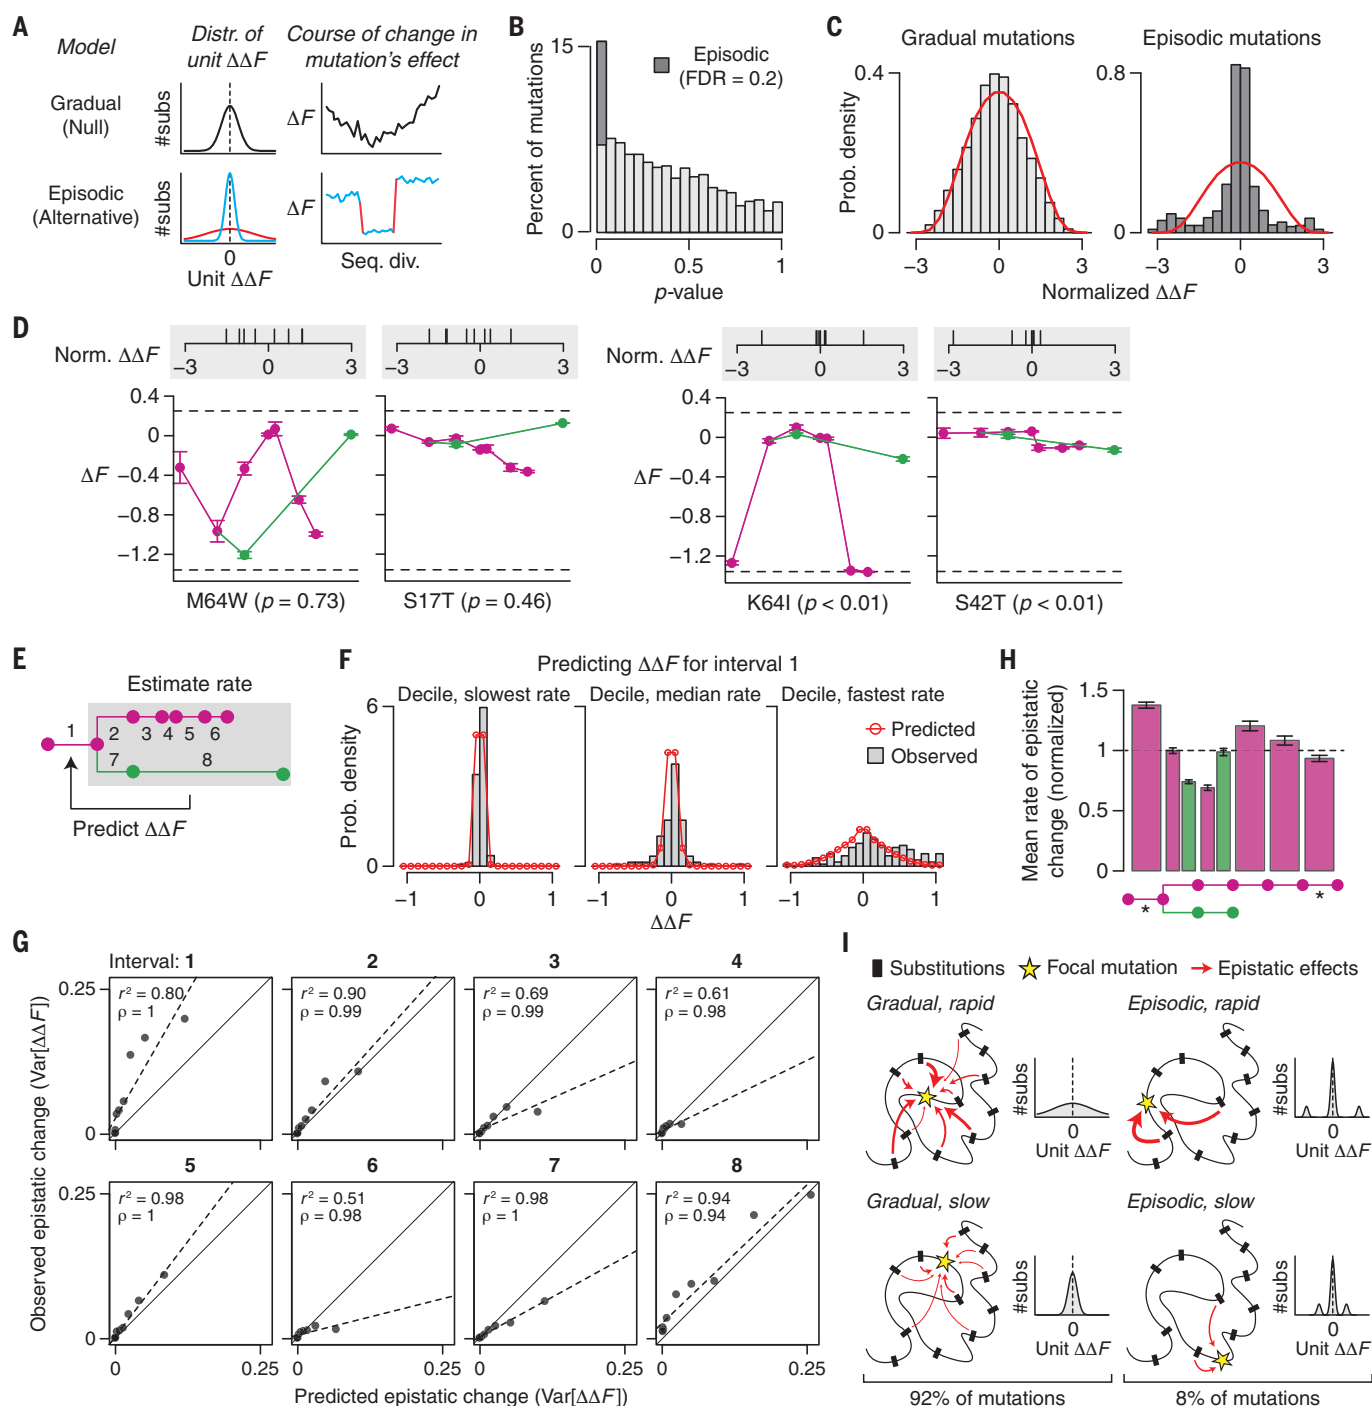 A
Model
Distr. of
unit ΔΔF
Course of change in
mutation's effect
Gradual
(Null)
#subs
ΔF
Episodic
(Alternative)
#subs
ΔF
0
Unit ΔΔF
Seq. div.
B
Percent of mutations
15
0
Episodic
(FDR = 0.2)
0
0.5
1
p-value
C
Gradual mutations
Episodic mutations
Prob. density
0.4
0
0.8
0
−3
0
3
−3
0
3
Normalized ΔΔF
D
Norm. ΔΔF
−3
0
3
−3
0
3
Norm. ΔΔF
−3
0
3
−3
0
3
0.4
0
ΔF
−0.4
−0.8
−1.2
0.4
0
ΔF
−0.4
−0.8
−1.2
M64W (p = 0.73)
S17T (p = 0.46)
K64I (p < 0.01)
S42T (p < 0.01)
E
Estimate rate
1
2
3
4
5
6
7
8
Predict ΔΔF
F
Predicting ΔΔF for interval 1
Decile, slowest rate
Decile, median rate
Decile, fastest rate
Prob. density
6
0
Predicted
Observed
−1
0
1
−1
0
1
−1
0
1
ΔΔF
H
Mean rate of epistatic
change (normalized)
1.5
1
0.5
0
*
*
G
Observed epistatic change (Var[ΔΔF])
Interval: 1
2
3
4
0.25
0
r² = 0.80
ρ = 1
r² = 0.90
ρ = 0.99
r² = 0.69
ρ = 0.99
r² = 0.61
ρ = 0.98
5
6
7
8
0.25
0
r² = 0.98
ρ = 1
r² = 0.51
ρ = 0.98
r² = 0.98
ρ = 1
r² = 0.94
ρ = 0.94
0
0.25
0
0.25
Predicted epistatic change (Var[ΔΔF])
I
Substitutions
Focal mutation
Epistatic effects
Gradual, rapid
Episodic, rapid
#subs
0
Unit ΔΔF
#subs
0
Unit ΔΔF
Gradual, slow
Episodic, slow
#subs
0
Unit ΔΔF
#subs
0
Unit ΔΔF
92% of mutations
8% of mutations